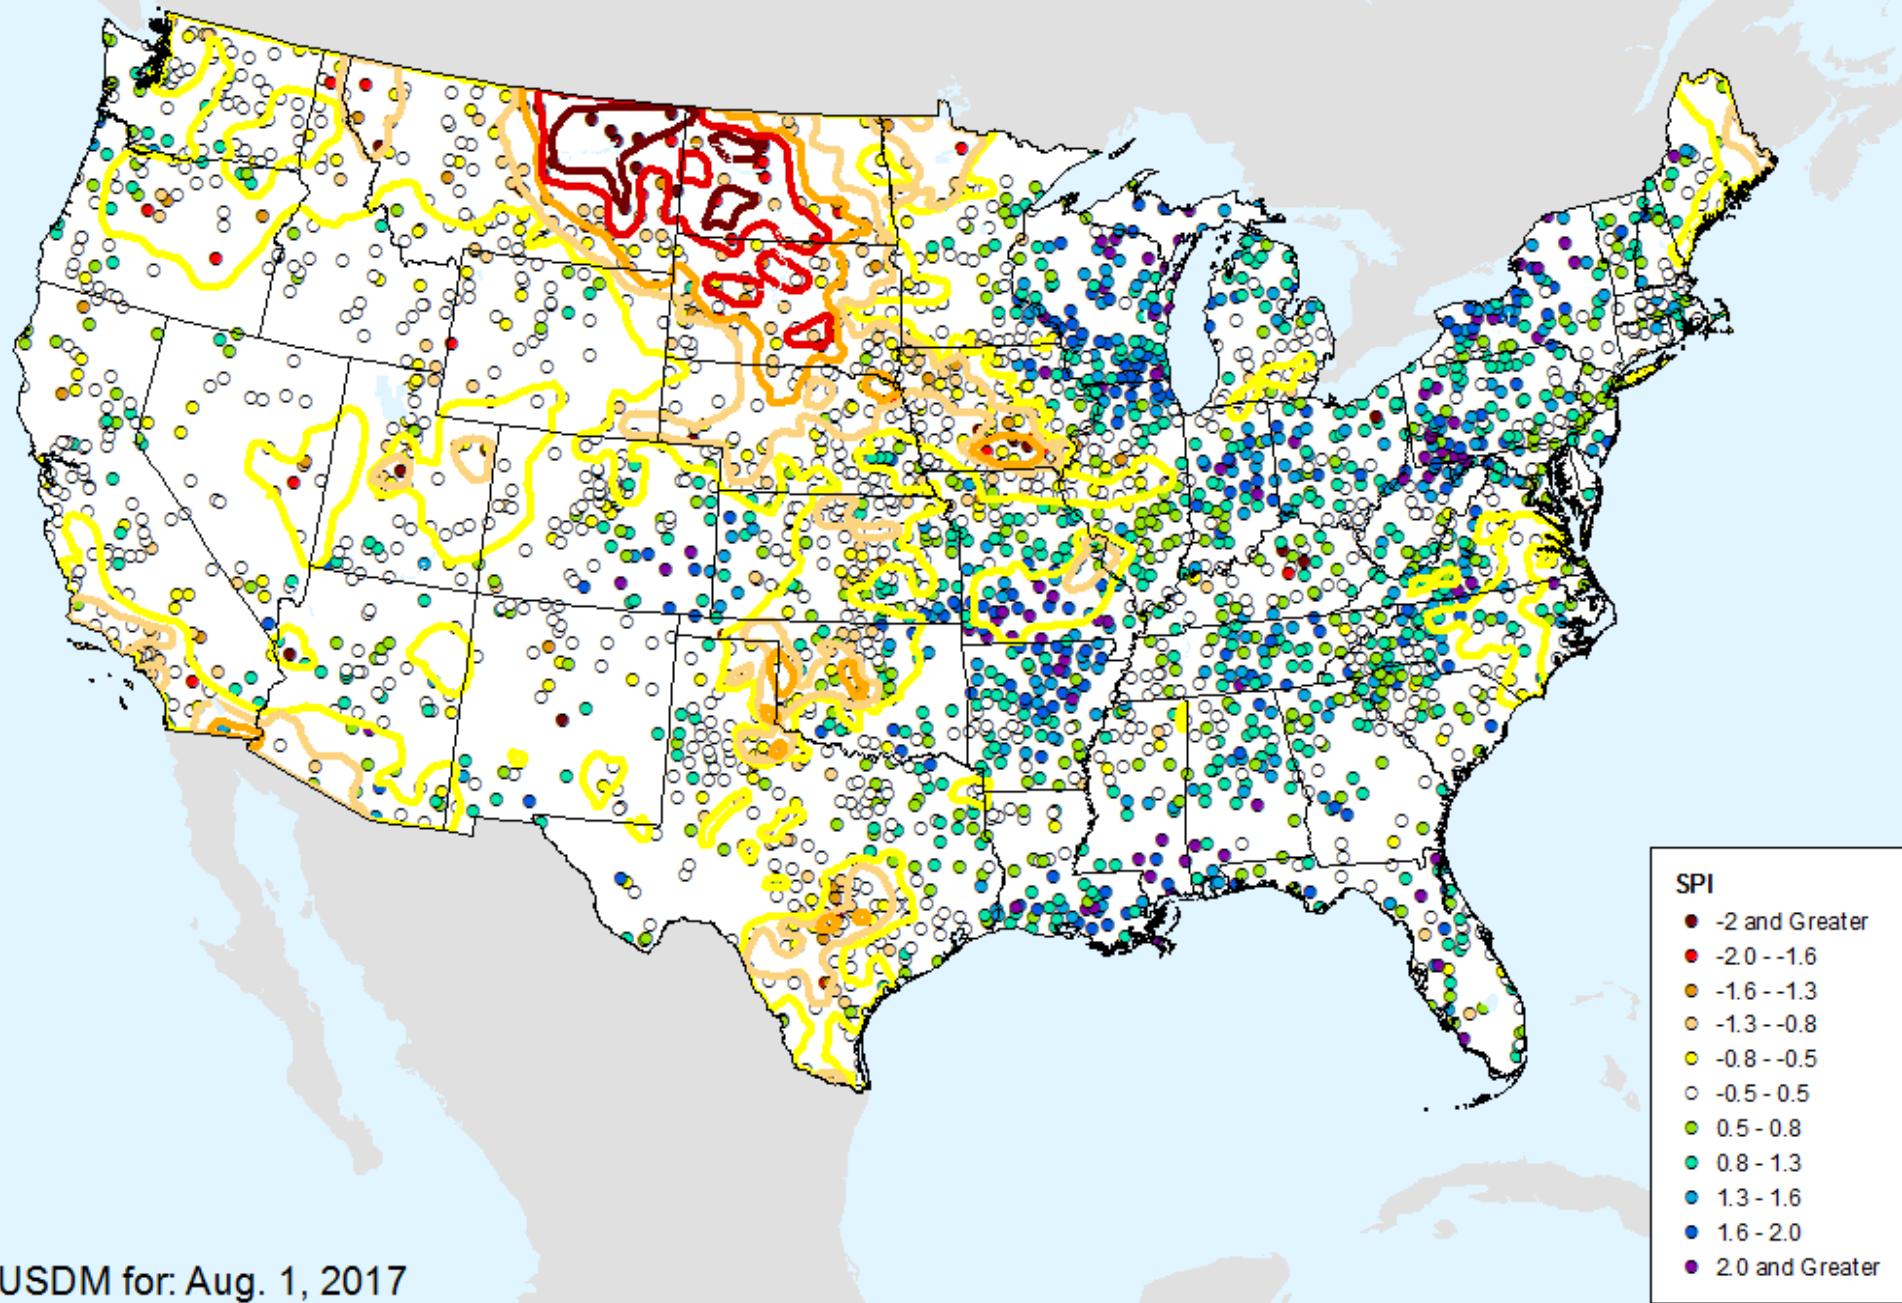 SPI
-2 and Greater
-2.0 - -1.6
-1.6 - -1.3
-1.3 - -0.8
-0.8 - -0.5
-0.5 - 0.5
0.5 - 0.8
0.8 - 1.3
1.3 - 1.6
1.6 - 2.0
2.0 and Greater
USDM for: Aug. 1, 2017